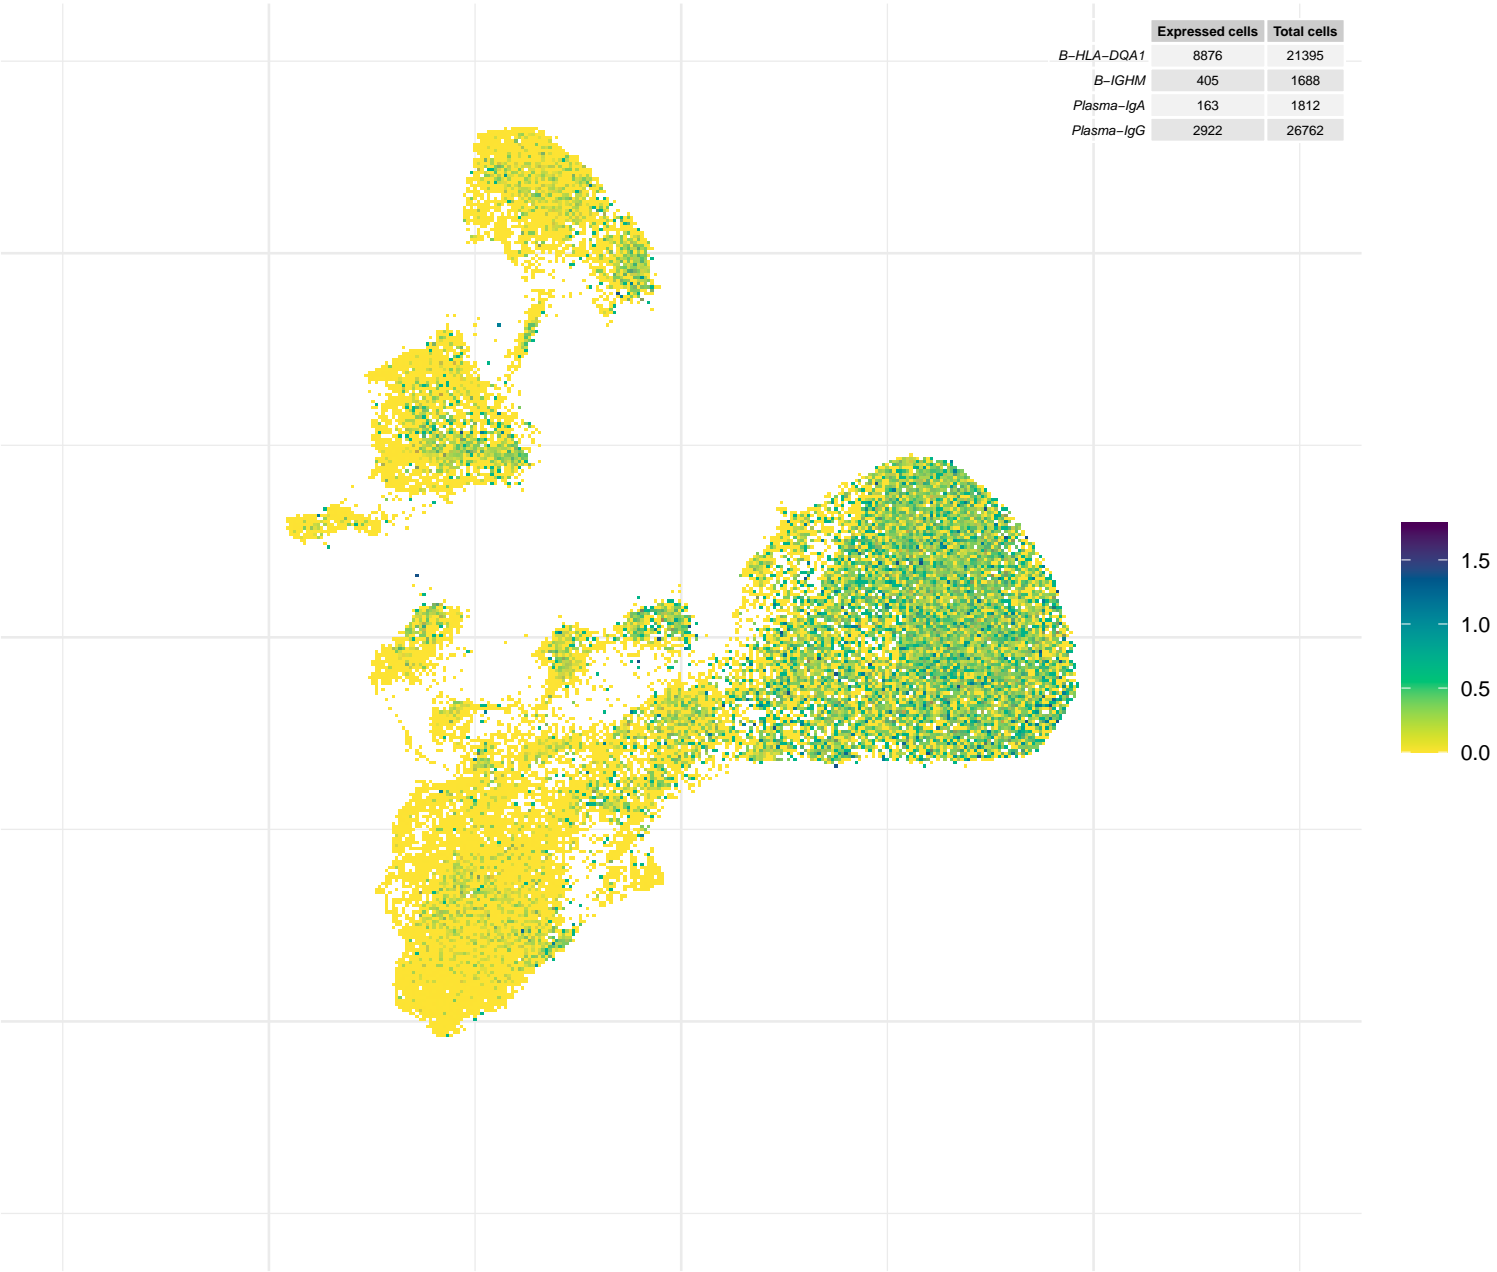 Expressed cells Total cells
B−HLA−DQA1 8876 21395
B−IGHM 405 1688
Plasma−IgA 163 1812
Plasma−IgG 2922 26762
1.5
1.0
0.5
0.0